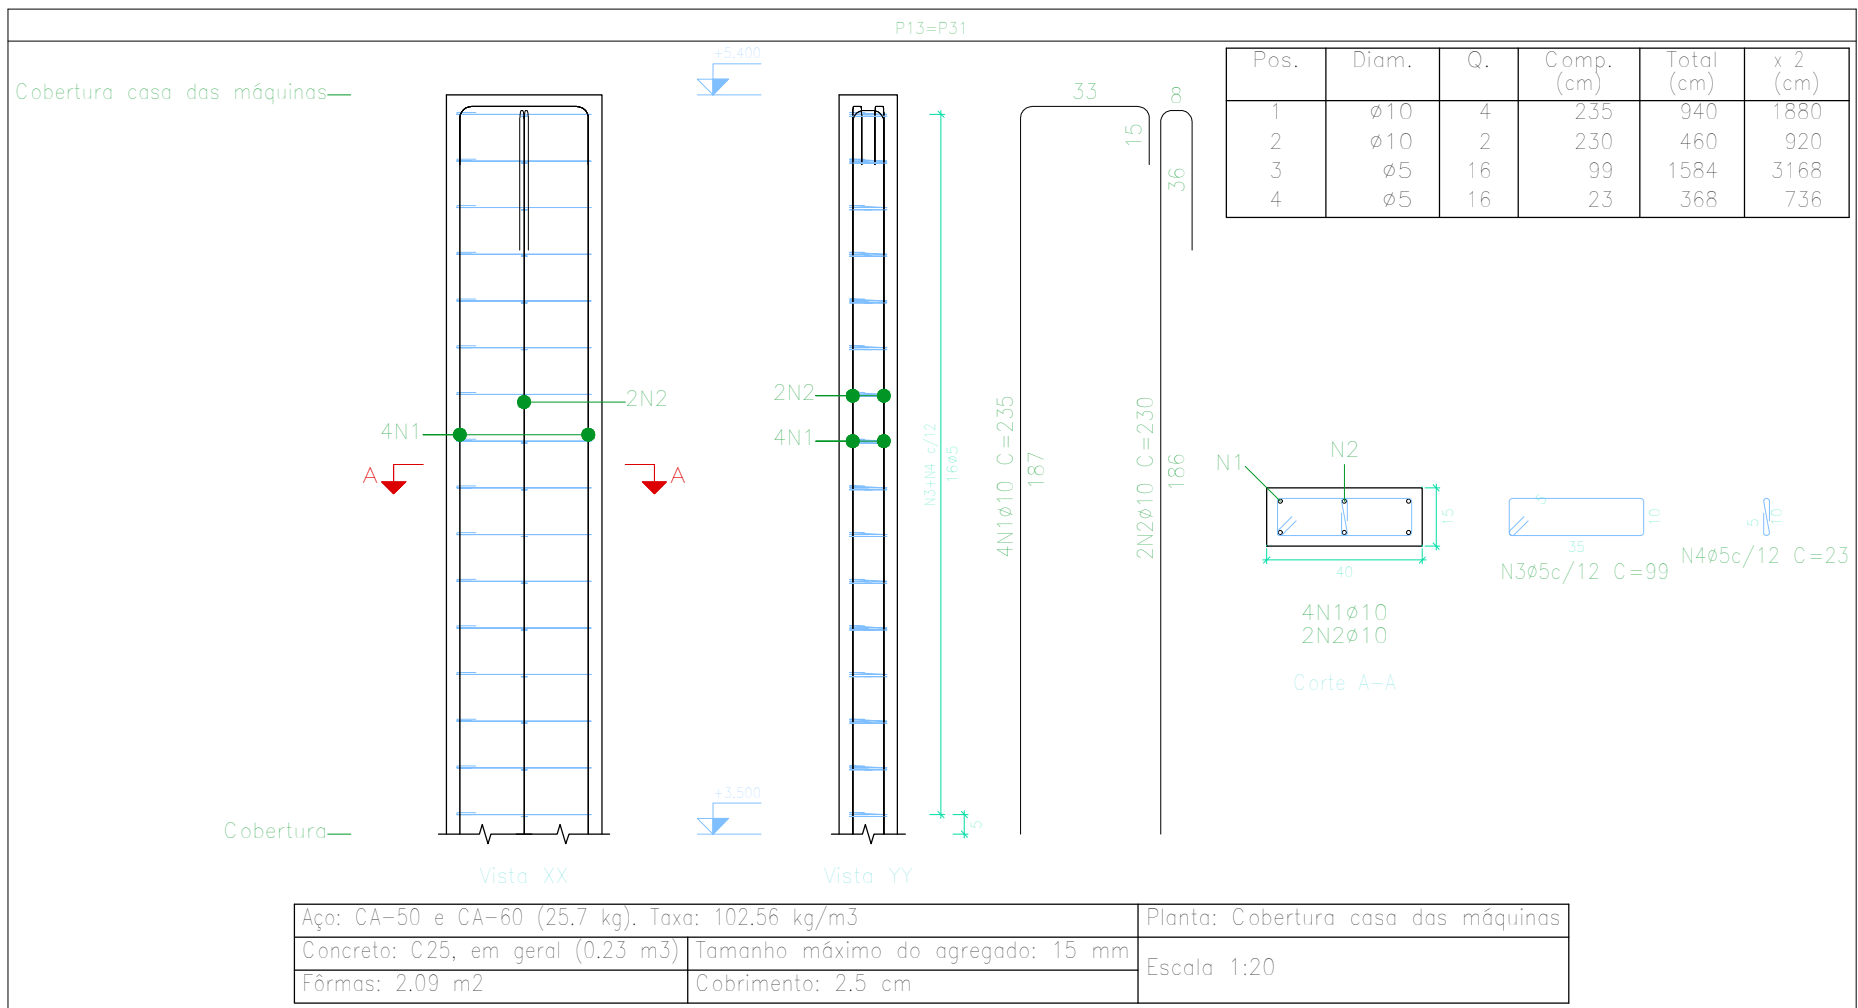 P13=P31
Cobertura casa das máquinas
+5.400
Pos. Diam. Q. Comp. (cm) Total (cm) x 2 (cm)
1 ø10 4 235 940 1880
2 ø10 2 230 460 920
3 ø5 16 99 1584 3168
4 ø5 16 23 368 736
33
8
15
36
2N2
4N1
2N2
4N1
A
A
N3+N4 c/12
16ø5
4N1ø10 C=235
187
2N2ø10 C=230
186
N1
N2
15
40
4N1ø10
2N2ø10
Corte A-A
5
10
35
N3ø5c/12 C=99
5
10
N4ø5c/12 C=23
+3.500
Cobertura
5
Vista XX
Vista YY
Aço: CA-50 e CA-60 (25.7 kg). Taxa: 102.56 kg/m3
Planta: Cobertura casa das máquinas
Concreto: C25, em geral (0.23 m3)
Tamanho máximo do agregado: 15 mm
Escala 1:20
Fôrmas: 2.09 m2
Cobrimento: 2.5 cm